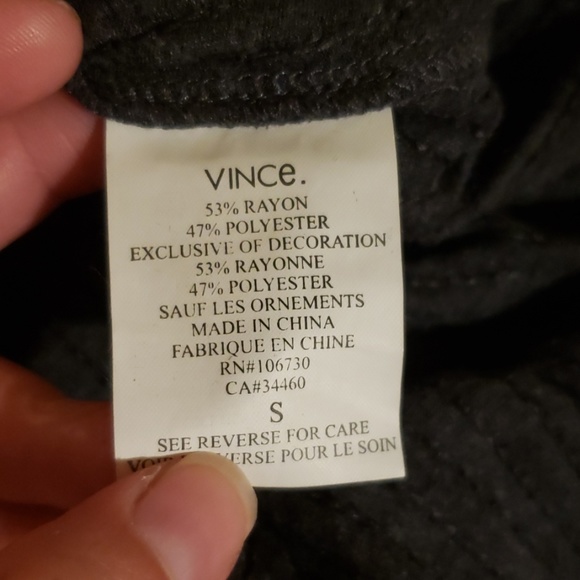 VINCe.
53% RAYON
47% POLYESTER
EXCLUSIVE OF DECORATION
53% RAYONNE
47% POLYESTER
SAUF LES ORNEMENTS
MADE IN CHINA
FABRIQUE EN CHINE
RN#106730
CA#34460
S
SEE REVERSE FOR CARE
POUR LE SOIN